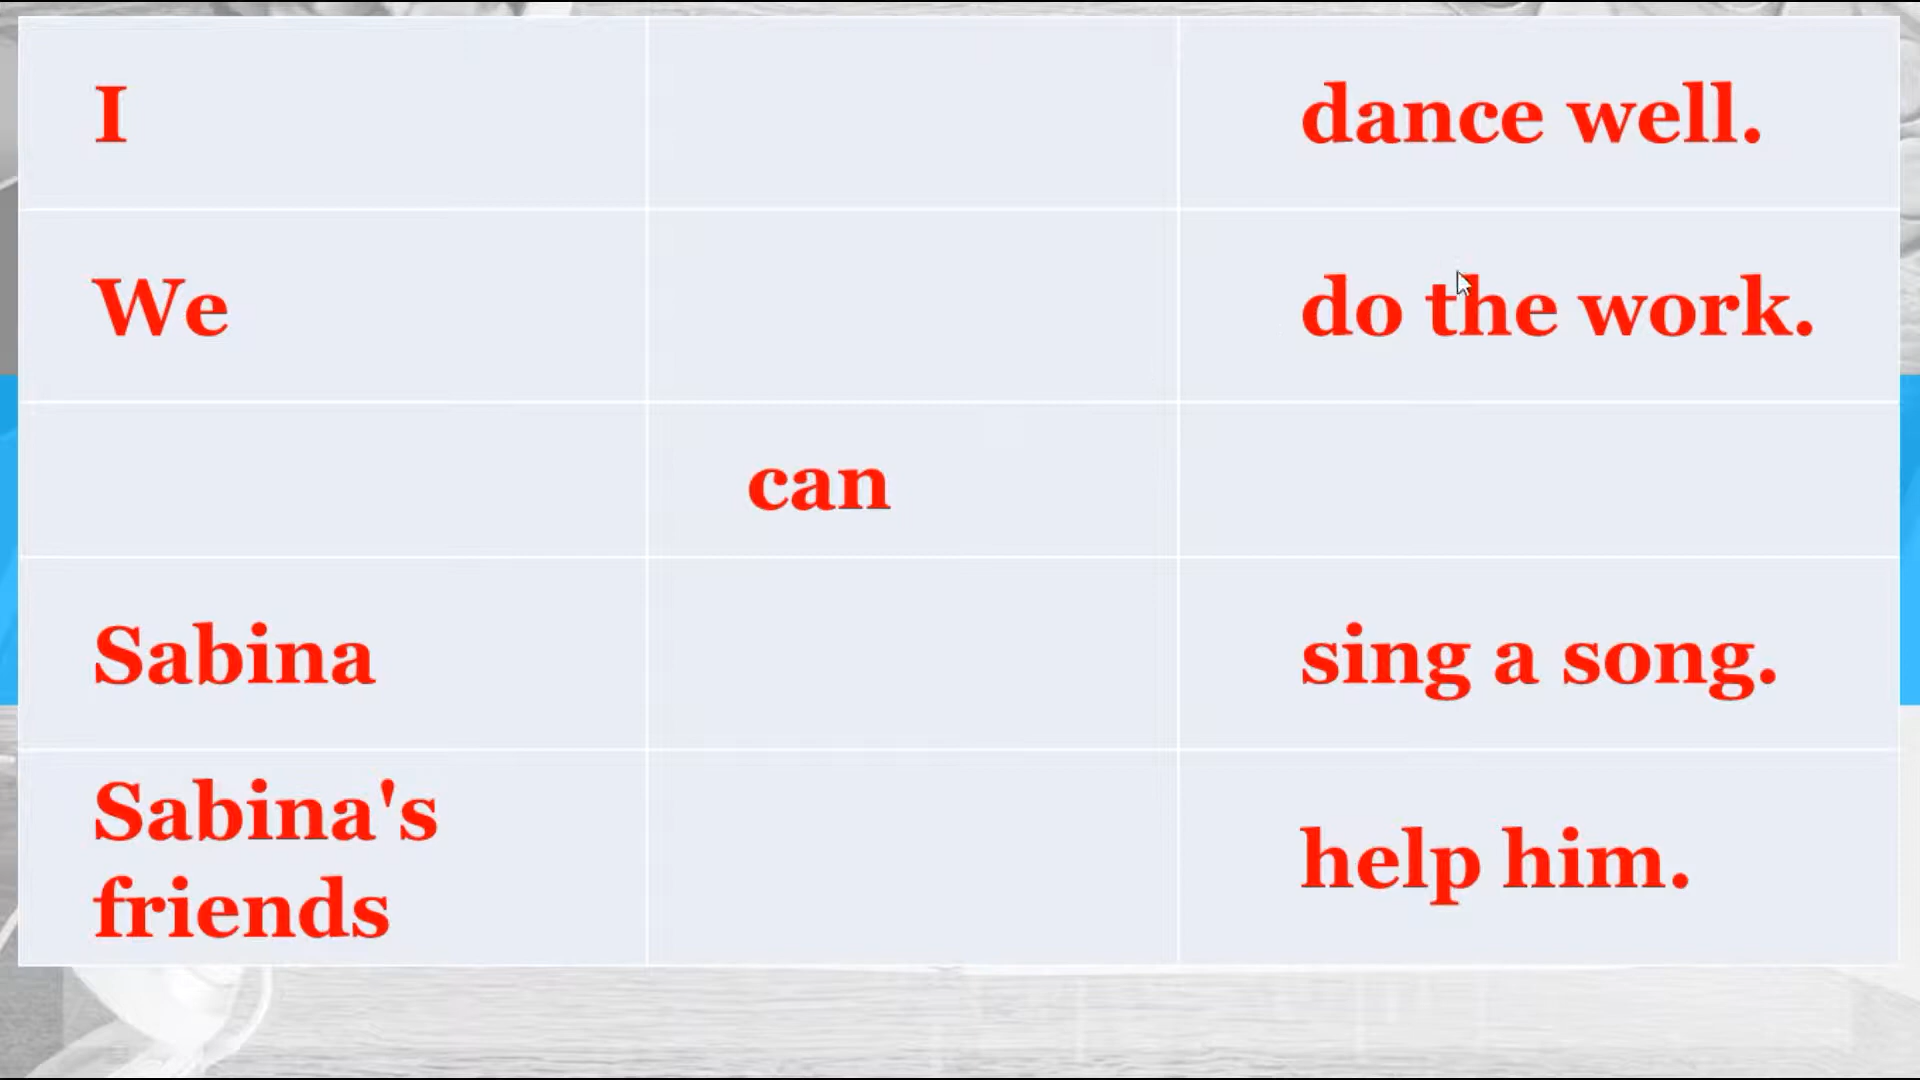 I dance well.
We do the work.
can
Sabina sing a song.
Sabina's
friends help him.